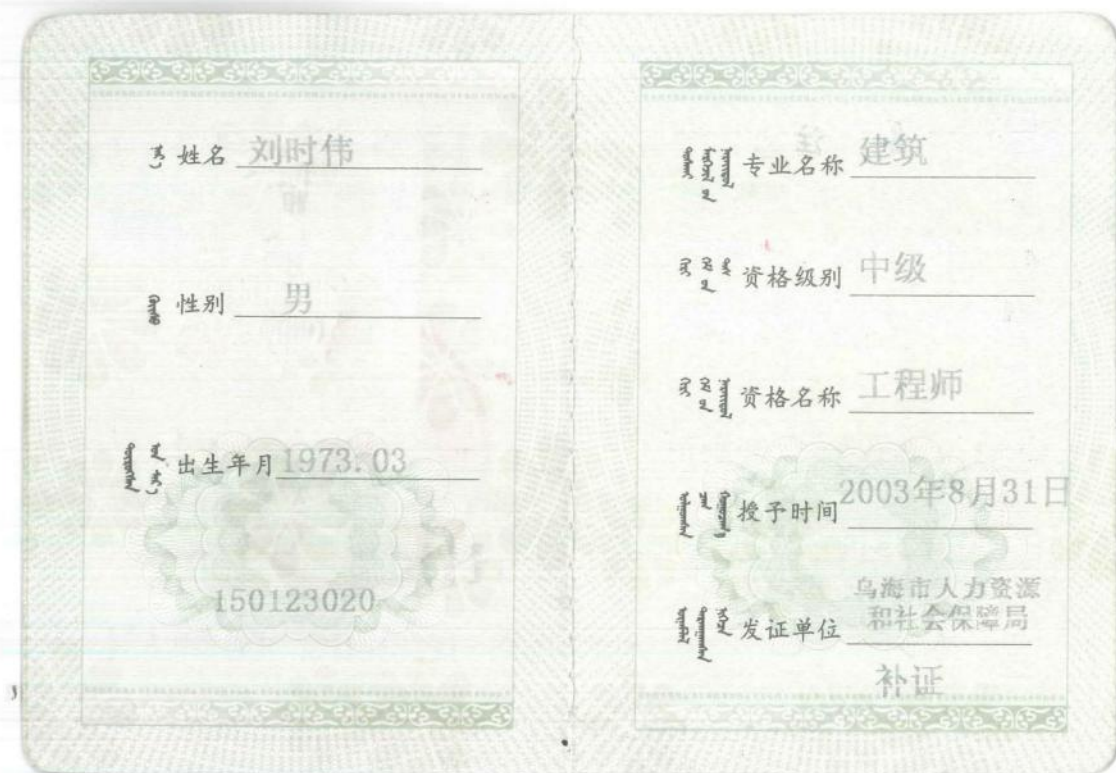 姓名 刘时伟
性别 男
出生年月 1973.03
150123020
专业名称 建筑
资格级别 中级
资格名称 工程师
授予时间 2003年8月31日
发证单位 乌海市人力资源
和社会保障局
补证